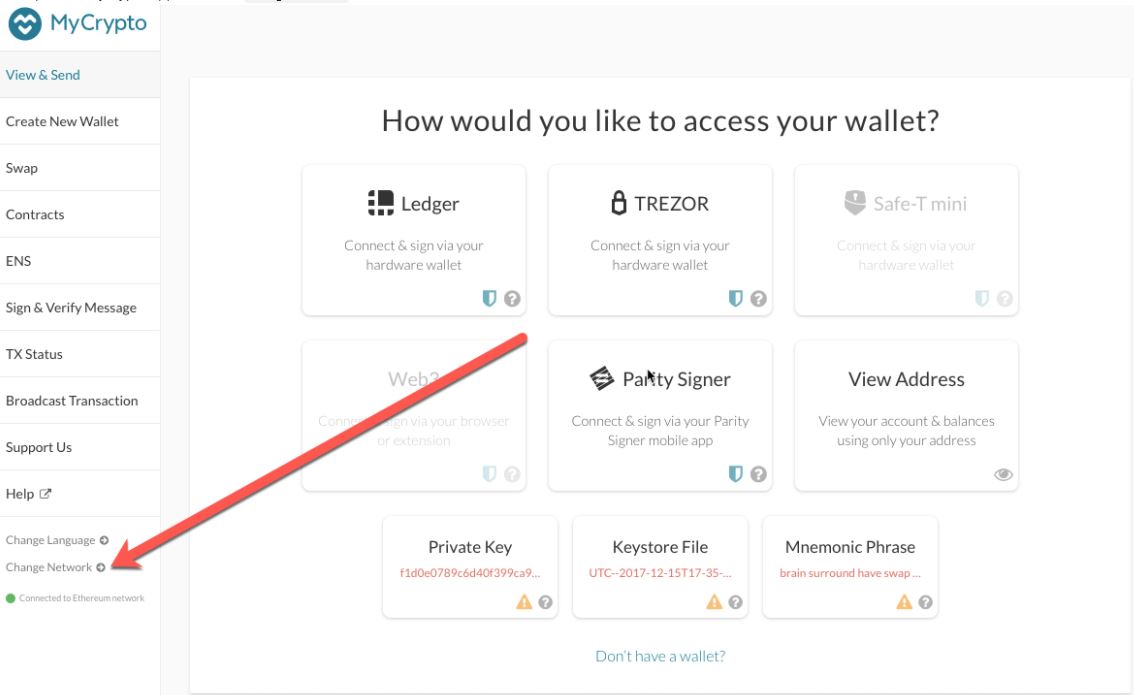 MyCrypto
View & Send
Create New Wallet
Swap
Contracts
ENS
Sign & Verify Message
TX Status
Broadcast Transaction
Support Us
Help
Change Language
Change Network
Connected to Ethereum network
How would you like to access your wallet?
Ledger
Connect & sign via your
hardware wallet
TREZOR
Connect & sign via your
hardware wallet
Safe-T mini
Connect & sign via your
hardware wallet
Web3
Connect & sign via your browser
or extension
Parity Signer
Connect & sign via your Parity
Signer mobile app
View Address
View your account & balances
using only your address
Private Key
f1d0e0789c6d40f399ca9...
Keystore File
UTC--2017-12-15T17-35-...
Mnemonic Phrase
brain surround have swap ...
Don't have a wallet?